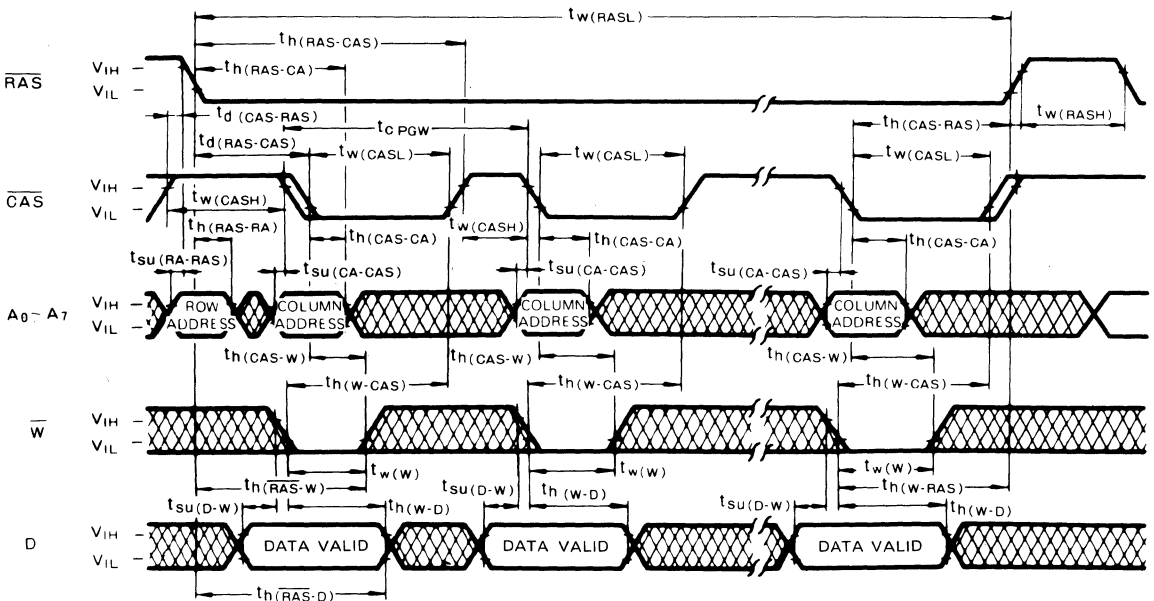 tw(RASL)
th(RAS-CAS)
th(RAS-CA)
RAS
VIH
VIL
td(CAS-RAS)
tc PGW
th(CAS-RAS)
tw(RASH)
td(RAS-CAS)
tw(CASL)
tw(CASL)
tw(CASL)
CAS
VIH
VIL
tw(CASH)
tw(CASH)
th(RAS-RA)
th(CAS-CA)
th(CAS-CA)
th(CAS-CA)
tsu(RA-RAS)
tsu(CA-CAS)
tsu(CA-CAS)
tsu(CA-CAS)
A0–A7
VIH
VIL
ROW ADDRESS
COLUMN ADDRESS
COLUMN ADDRESS
COLUMN ADDRESS
th(CAS-W)
th(CAS-W)
th(CAS-W)
th(W-CAS)
th(W-CAS)
th(W-CAS)
W
VIH
VIL
tw(W)
tw(W)
tw(W)
th(RAS-W)
th(W-RAS)
tsu(D-W)
th(W-D)
tsu(D-W)
th(W-D)
tsu(D-W)
th(W-D)
D
VIH
VIL
DATA VALID
DATA VALID
DATA VALID
th(RAS-D)